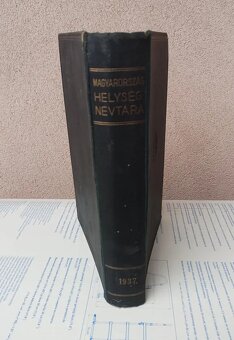 MAGYARORSZÁG
HELYSÉG
NÉVTÁRA
1937.